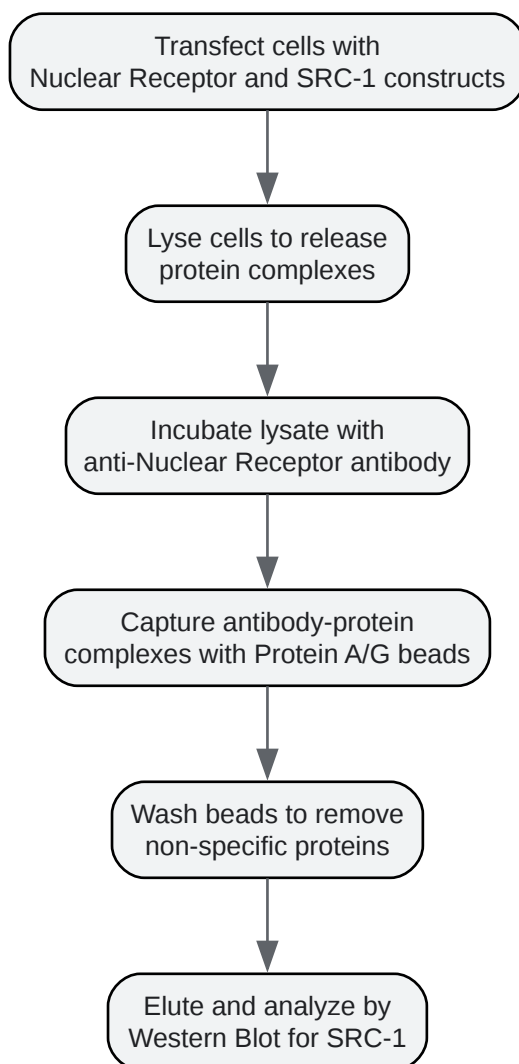 Transfect cells with
Nuclear Receptor and SRC-1 constructs
Lyse cells to release
protein complexes
Incubate lysate with
anti-Nuclear Receptor antibody
Capture antibody-protein
complexes with Protein A/G beads
Wash beads to remove
non-specific proteins
Elute and analyze by
Western Blot for SRC-1